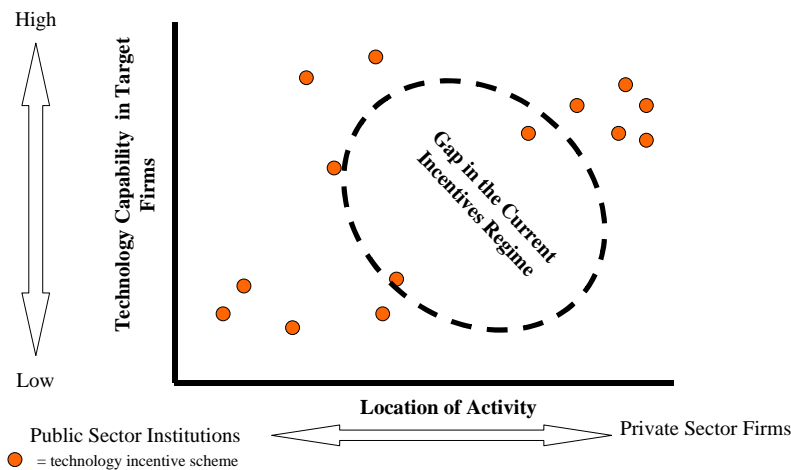 High
Technology Capability in Target
Firms
Gap in the Current
Incentives Regime
Low
Location of Activity
Public Sector Institutions
Private Sector Firms
= technology incentive scheme